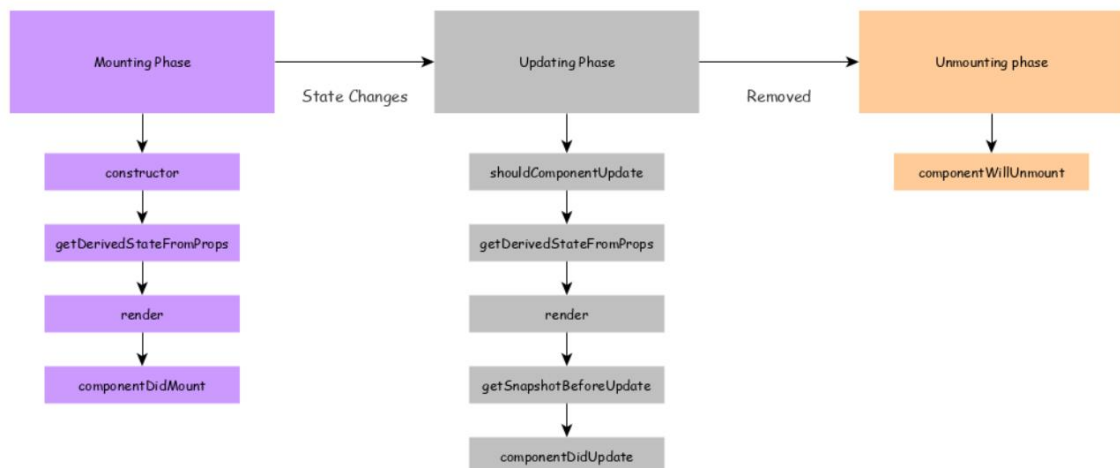 Mounting Phase
Updating Phase
Unmounting phase
State Changes
Removed
constructor
getDerivedStateFromProps
render
componentDidMount
shouldComponentUpdate
getDerivedStateFromProps
render
getSnapshotBeforeUpdate
componentDidUpdate
componentWillUnmount